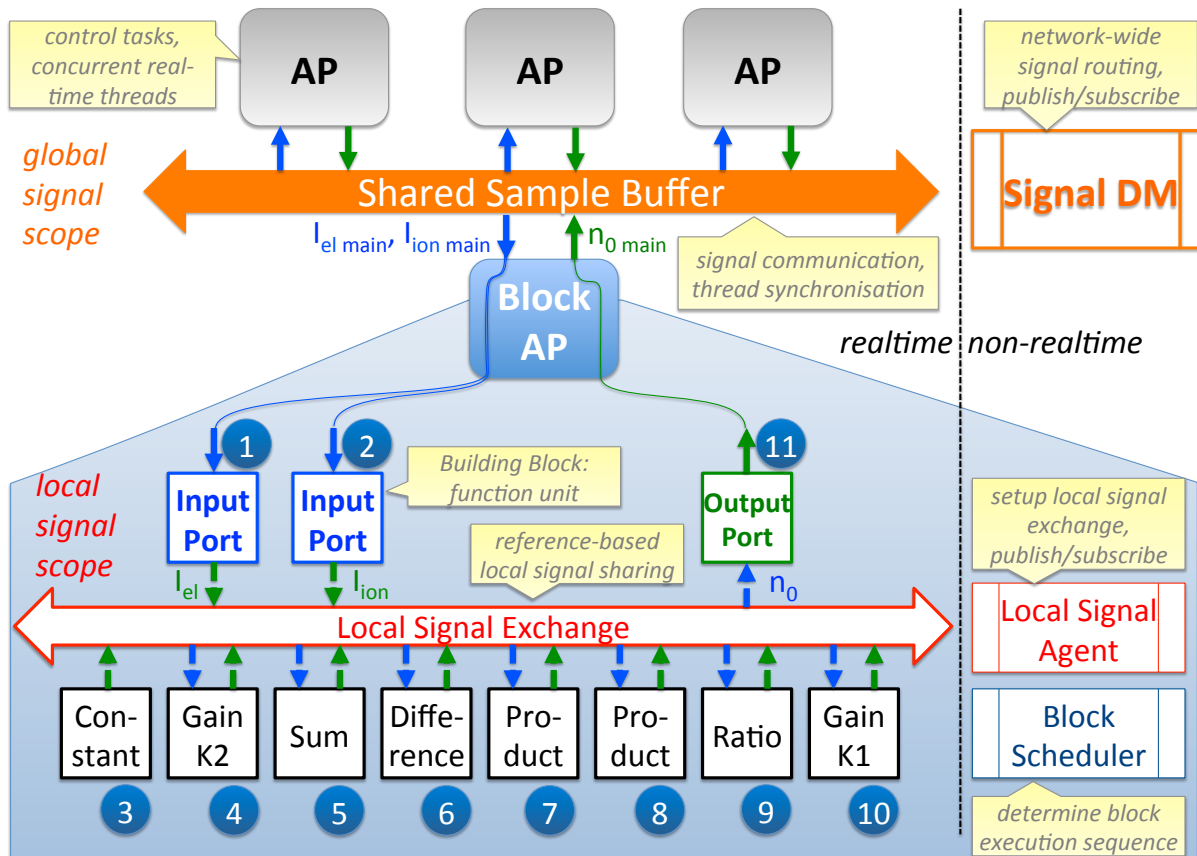 control tasks,
concurrent real-
time threads
AP
AP
AP
network-wide
signal routing,
publish/subscribe
global
signal
scope
Shared Sample Buffer
Signal DM
I el main, I ion main
n0 main
signal communication,
thread synchronisation
Block
AP
realtime
non-realtime
1
2
11
local
signal
scope
Input
Port
Input
Port
Building Block:
function unit
Output
Port
setup local signal
exchange,
publish/subscribe
reference-based
local signal sharing
I el
I ion
n0
Local Signal Exchange
Local Signal
Agent
Con-
stant
Gain
K2
Sum
Diffe-
rence
Pro-
duct
Pro-
duct
Ratio
Gain
K1
Block
Scheduler
3
4
5
6
7
8
9
10
determine block
execution sequence